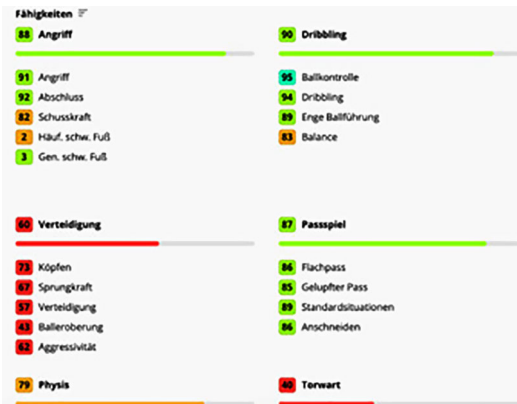 Fähigkeiten
88 Angriff
91 Angriff
92 Abschluss
82 Schusskraft
2 Häuf. schw. Fuß
3 Gen. schw. Fuß
90 Dribbling
95 Ballkontrolle
94 Dribbling
89 Enge Ballführung
83 Balance
60 Verteidigung
73 Köpfen
67 Sprungkraft
57 Verteidigung
43 Balleroberung
62 Aggressivität
87 Passspiel
86 Flachpass
85 Gelupfter Pass
89 Standardsituationen
86 Anschneiden
79 Physis
40 Torwart